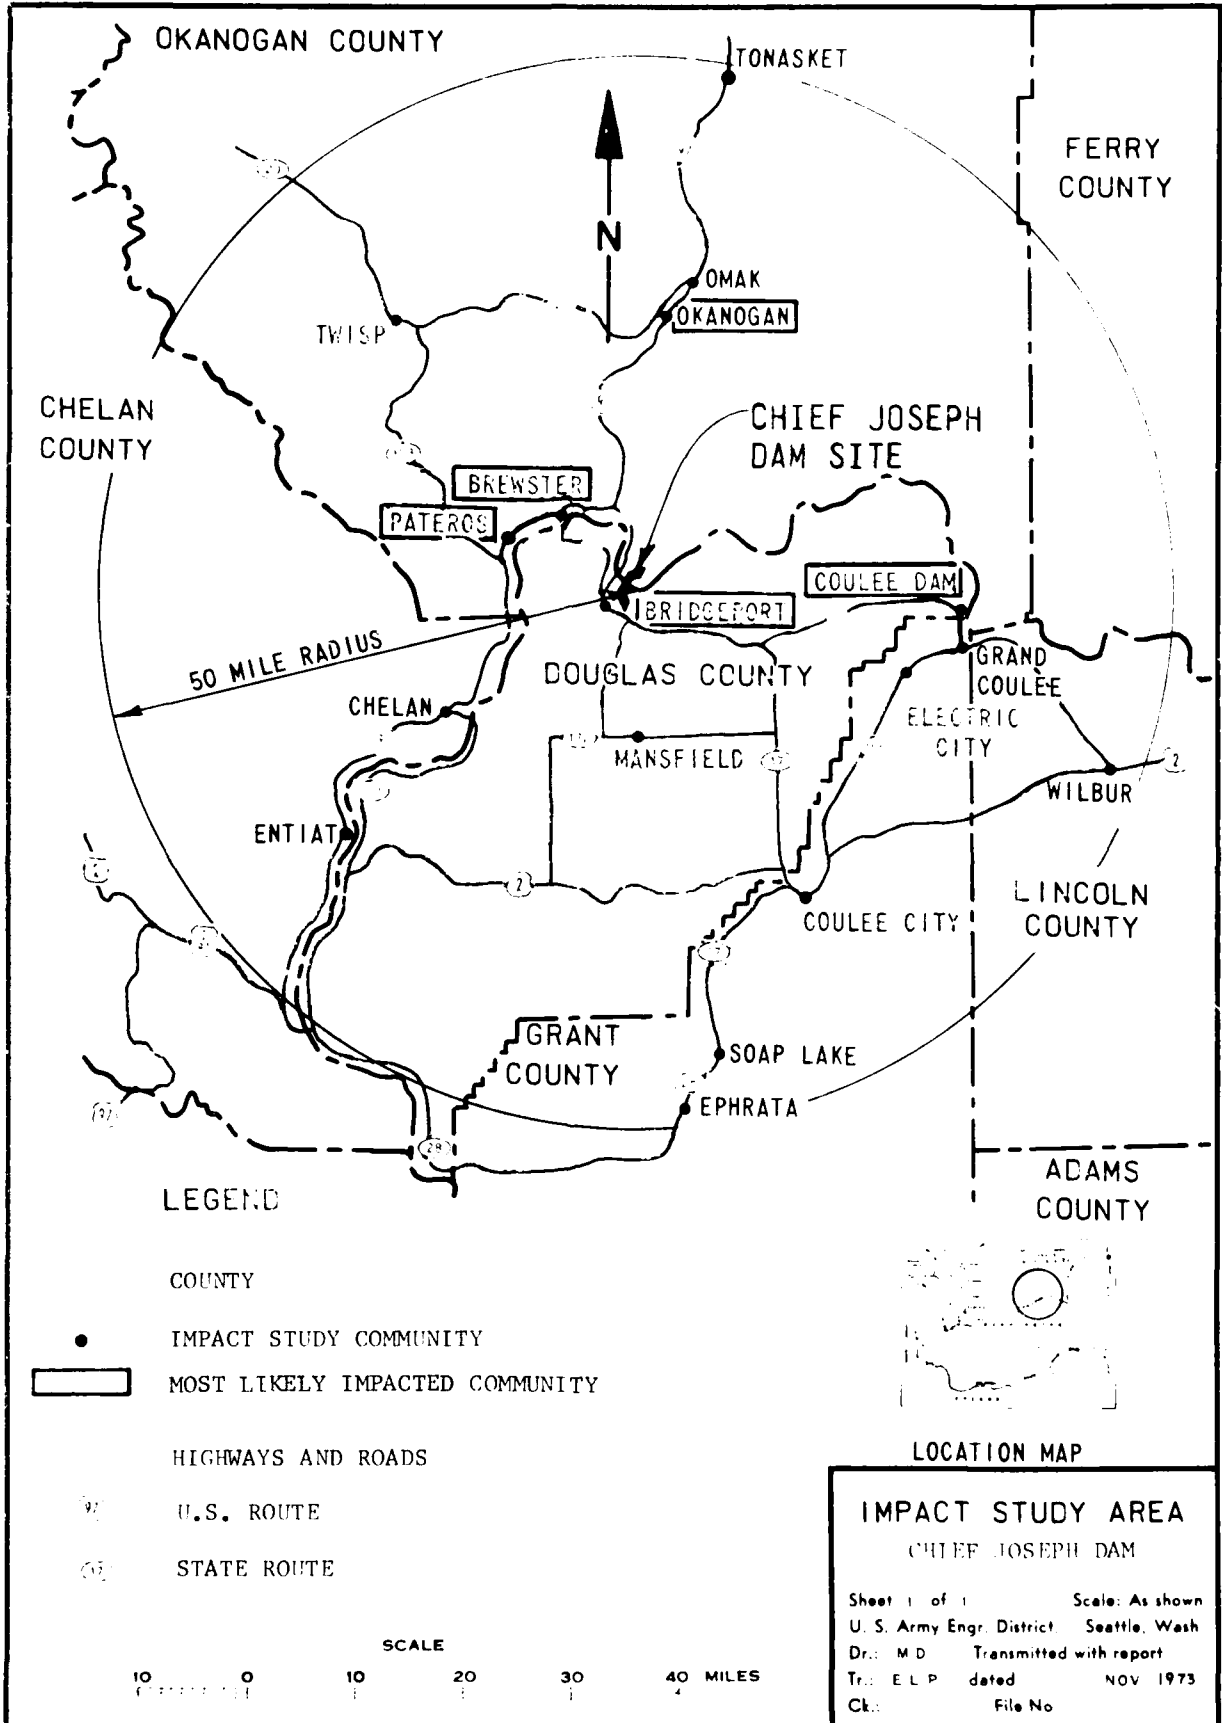 OKANOGAN COUNTY
TONASKET
FERRY
COUNTY
N
OMAK
OKANOGAN
TWISP
CHELAN
COUNTY
CHIEF JOSEPH
DAM SITE
BREWSTER
PATEROS
COULEE DAM
BRIDGEPORT
50 MILE RADIUS
DOUGLAS COUNTY
GRAND
COULEE
CHELAN
ELECTRIC
CITY
MANSFIELD
2
WILBUR
ENTIAT
2
LINCOLN
COUNTY
COULEE CITY
GRANT
COUNTY
SOAP LAKE
EPHRATA
97
28
ADAMS
COUNTY
LEGEND
COUNTY
IMPACT STUDY COMMUNITY
MOST LIKELY IMPACTED COMMUNITY
HIGHWAYS AND ROADS
97 U.S. ROUTE
STATE ROUTE
LOCATION MAP
IMPACT STUDY AREA
CHIEF JOSEPH DAM
Sheet 1 of 1 Scale: As shown
U. S. Army Engr. District Seattle, Wash
Dr.: M D Transmitted with report
Tr.: E L P dated NOV 1973
Ck.: File No
SCALE
10 0 10 20 30 40 MILES